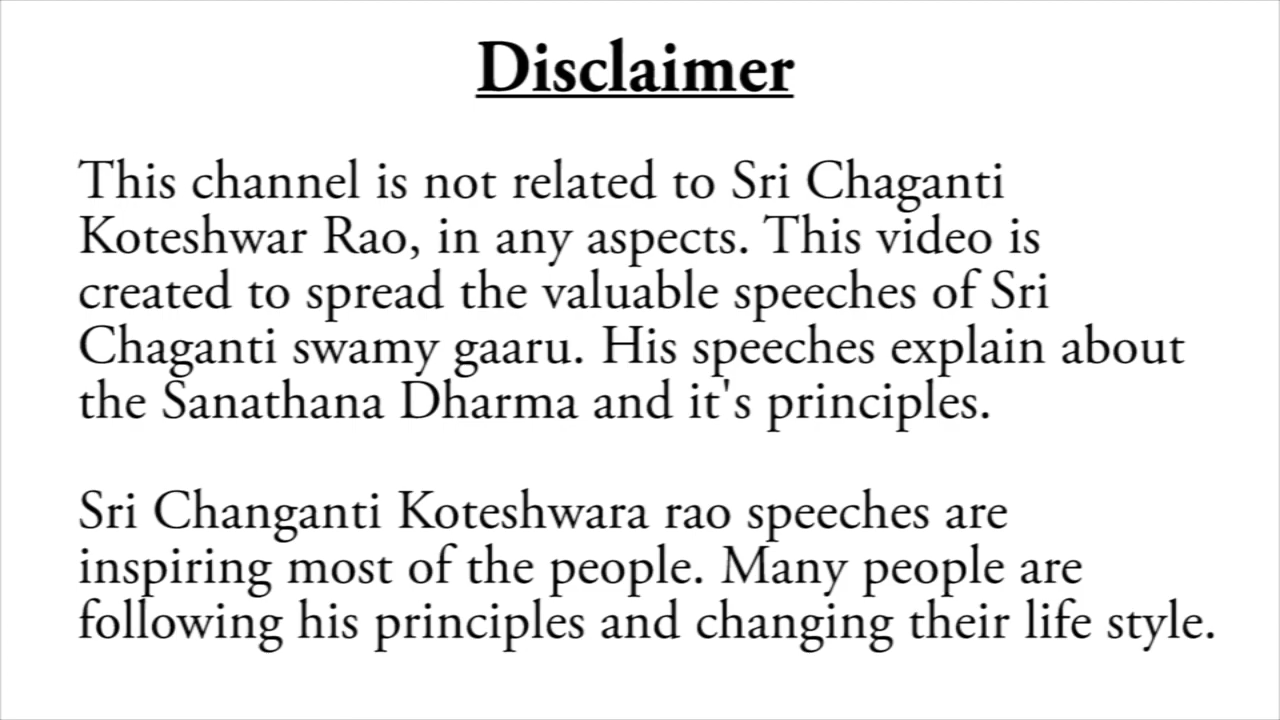 Disclaimer
This channel is not related to Sri Chaganti
Koteshwar Rao, in any aspects. This video is
created to spread the valuable speeches of Sri
Chaganti swamy gaaru. His speeches explain about
the Sanathana Dharma and it's principles.
Sri Changanti Koteshwara rao speeches are
inspiring most of the people. Many people are
following his principles and changing their life style.